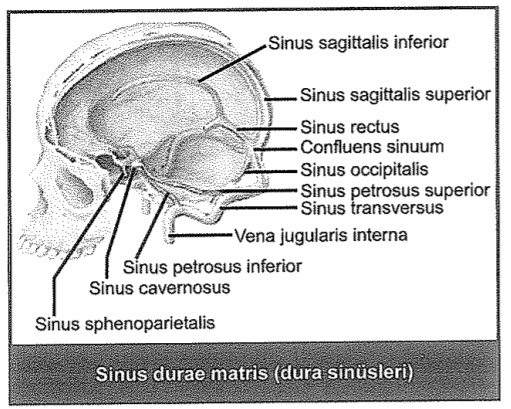 Sinus sagittalis inferior
Sinus sagittalis superior
Sinus rectus
Confluens sinuum
Sinus occipitalis
Sinus petrosus superior
Sinus transversus
Vena jugularis interna
Sinus petrosus inferior
Sinus cavernosus
Sinus sphenoparietalis
Sinus durae matris (dura sinüsleri)